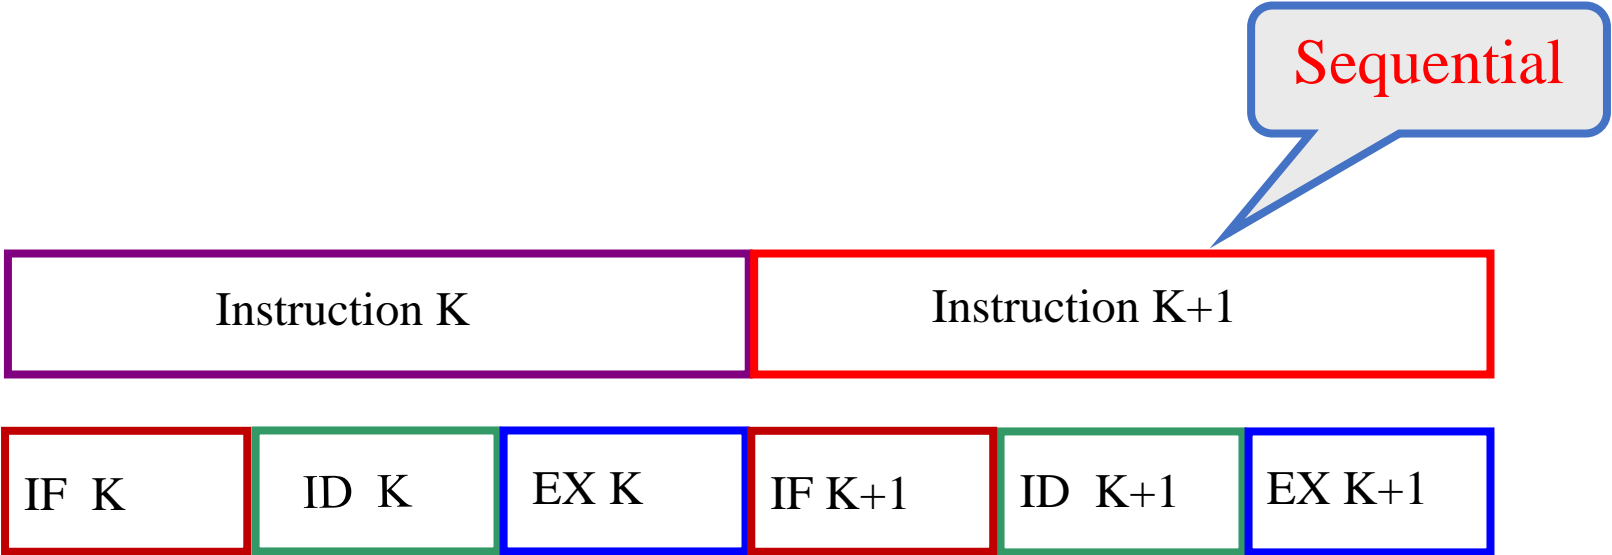 Sequential
Instruction K
Instruction K+1
IF K
ID K
EX K
IF K+1
ID K+1
EX K+1